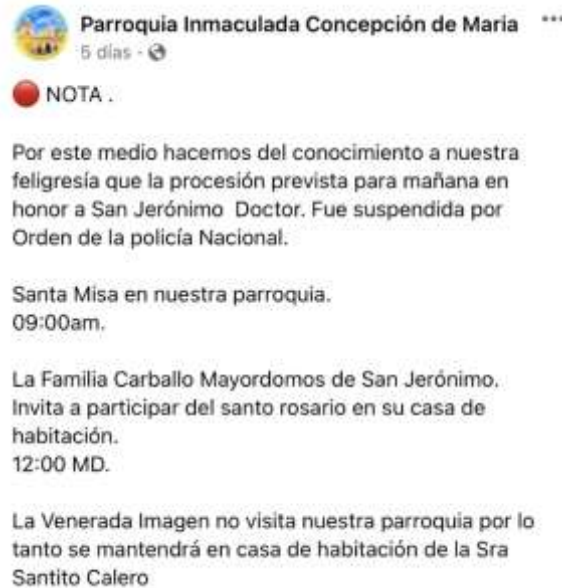 Parroquia Inmaculada Concepción de Maria
5 días ·
NOTA .
Por este medio hacemos del conocimiento a nuestra
feligresía que la procesión prevista para mañana en
honor a San Jerónimo Doctor. Fue suspendida por
Orden de la policía Nacional.
Santa Misa en nuestra parroquia.
09:00am.
La Familia Carballo Mayordomos de San Jerónimo.
Invita a participar del santo rosario en su casa de
habitación.
12:00 MD.
La Venerada Imagen no visita nuestra parroquia por lo
tanto se mantendrá en casa de habitación de la Sra
Santito Calero